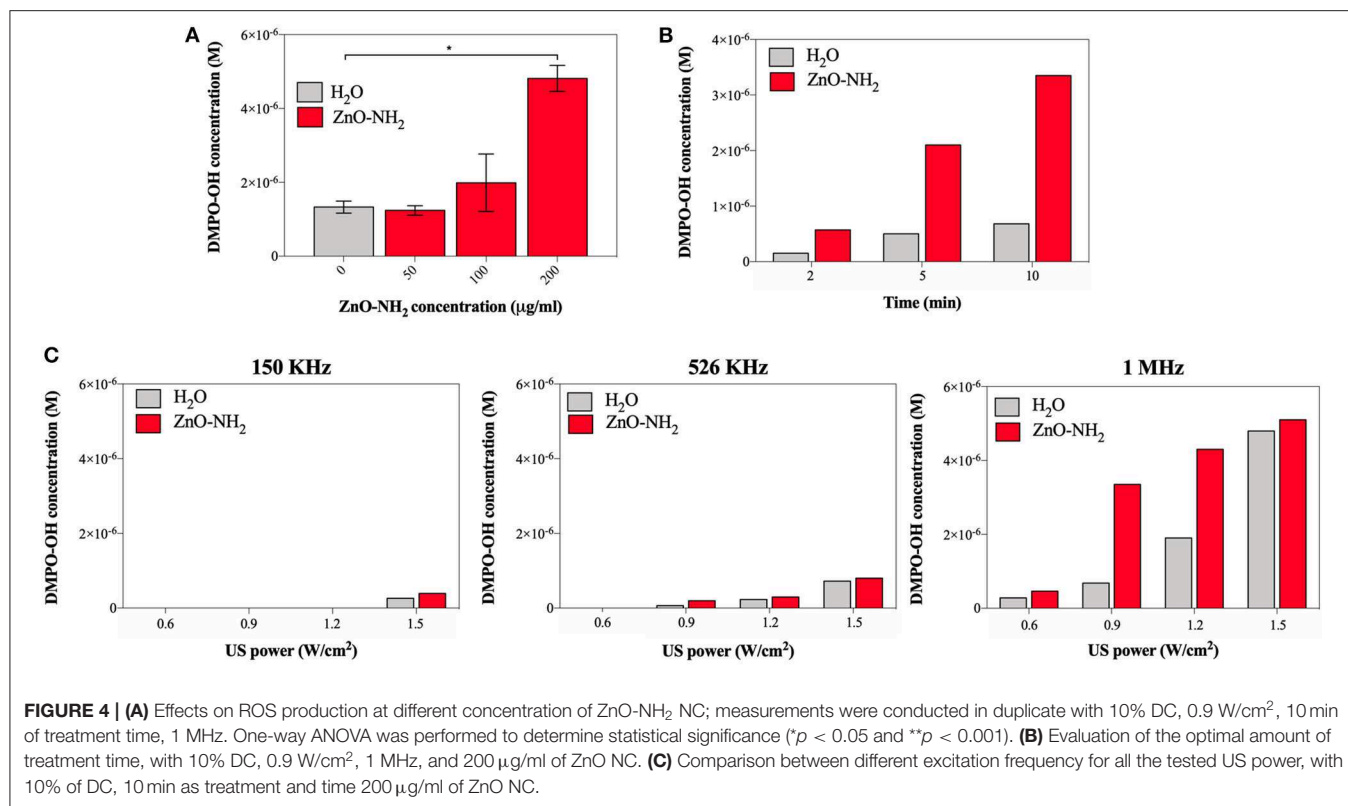 A
DMPO-OH concentration (M)
6×10⁻⁶
4×10⁻⁶
2×10⁻⁶
0
H₂O
ZnO-NH₂
*
0 50 100 200
ZnO-NH₂ concentration (μg/ml)
B
DMPO-OH concentration (M)
4×10⁻⁶
3×10⁻⁶
2×10⁻⁶
1×10⁻⁶
0
H₂O
ZnO-NH₂
2 5 10
Time (min)
C
150 KHz
DMPO-OH concentration (M)
6×10⁻⁶
4×10⁻⁶
2×10⁻⁶
0
H₂O
ZnO-NH₂
0.6 0.9 1.2 1.5
US power (W/cm²)
526 KHz
DMPO-OH concentration (M)
6×10⁻⁶
4×10⁻⁶
2×10⁻⁶
0
H₂O
ZnO-NH₂
0.6 0.9 1.2 1.5
US power (W/cm²)
1 MHz
DMPO-OH concentration (M)
6×10⁻⁶
4×10⁻⁶
2×10⁻⁶
0
H₂O
ZnO-NH₂
0.6 0.9 1.2 1.5
US power (W/cm²)
FIGURE 4 | (A) Effects on ROS production at different concentration of ZnO-NH₂ NC; measurements were conducted in duplicate with 10% DC, 0.9 W/cm², 10 min
of treatment time, 1 MHz. One-way ANOVA was performed to determine statistical significance (*p < 0.05 and **p < 0.001). (B) Evaluation of the optimal amount of
treatment time, with 10% DC, 0.9 W/cm², 1 MHz, and 200 μg/ml of ZnO NC. (C) Comparison between different excitation frequency for all the tested US power, with
10% of DC, 10 min as treatment and time 200 μg/ml of ZnO NC.